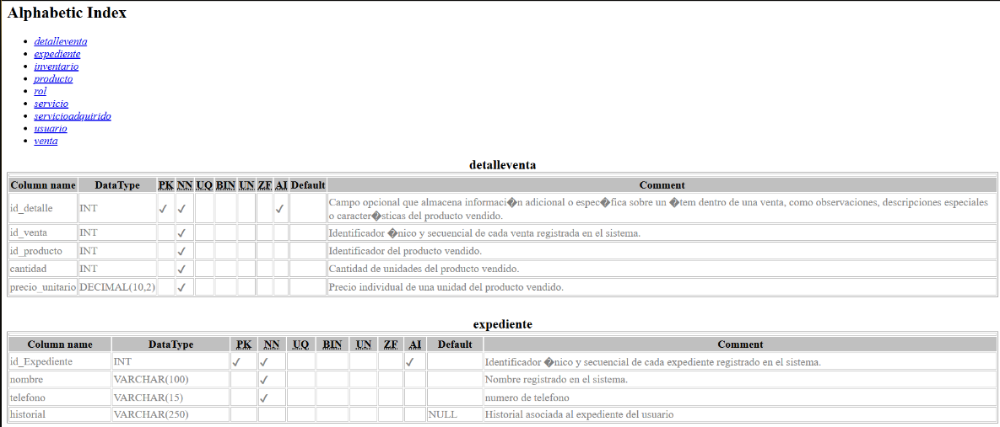 Alphabetic Index
detalleventa
expediente
inventario
producto
rol
servicio
servicioadquirido
usuario
venta
detalleventa
Column name DataType PK NN UQ BIN UN ZF AI Default Comment
id_detalle INT ✓ ✓ ✓ Campo opcional que almacena informaci�n adicional o espec�fica sobre un �tem dentro de una venta, como observaciones, descripciones especiales
o caracter�sticas del producto vendido.
id_venta INT ✓ Identificador �nico y secuencial de cada venta registrada en el sistema.
id_producto INT ✓ Identificador del producto vendido.
cantidad INT ✓ Cantidad de unidades del producto vendido.
precio_unitario DECIMAL(10,2) ✓ Precio individual de una unidad del producto vendido.
expediente
Column name DataType PK NN UQ BIN UN ZF AI Default Comment
id_Expediente INT ✓ ✓ ✓ Identificador �nico y secuencial de cada expediente registrado en el sistema.
nombre VARCHAR(100) ✓ Nombre registrado en el sistema.
telefono VARCHAR(15) ✓ numero de telefono
historial VARCHAR(250) NULL Historial asociada al expediente del usuario